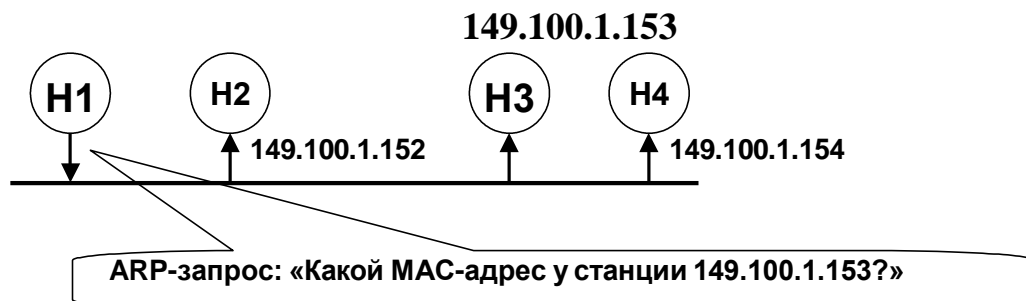 149.100.1.153
H1 H2 H3 H4
149.100.1.152 149.100.1.154
ARP-запрос: «Какой MAC-адрес у станции 149.100.1.153?»